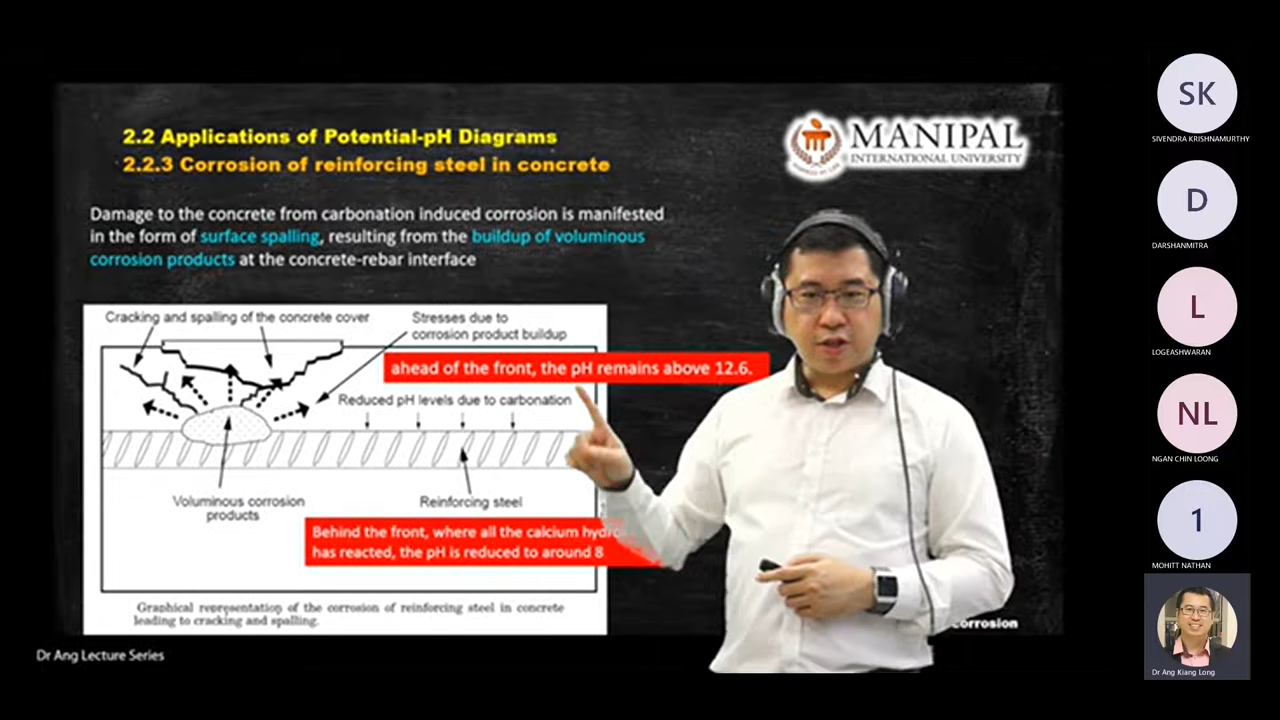 2.2 Applications of Potential-pH Diagrams
2.2.3 Corrosion of reinforcing steel in concrete
MANIPAL
INTERNATIONAL UNIVERSITY
Damage to the concrete from carbonation induced corrosion is manifested
in the form of surface spalling, resulting from the buildup of voluminous
corrosion products at the concrete-rebar interface
Cracking and spalling of the concrete cover
Stresses due to
corrosion product buildup
ahead of the front, the pH remains above 12.6.
Reduced pH levels due to carbonation
Voluminous corrosion
products
Reinforcing steel
Behind the front, where all the calcium
has reacted, the pH is reduced to around 8
Graphical representation of the corrosion of reinforcing steel in concrete
leading to cracking and spalling.
corrosion
Dr Ang Lecture Series
SK
SIVENDRA KRISHNAMURTHY
D
DARSHANMITRA
L
LOGEASHWARAN
NL
NGAN CHIN LOONG
1
MOHITT NATHAN
Dr Ang Kiang Long